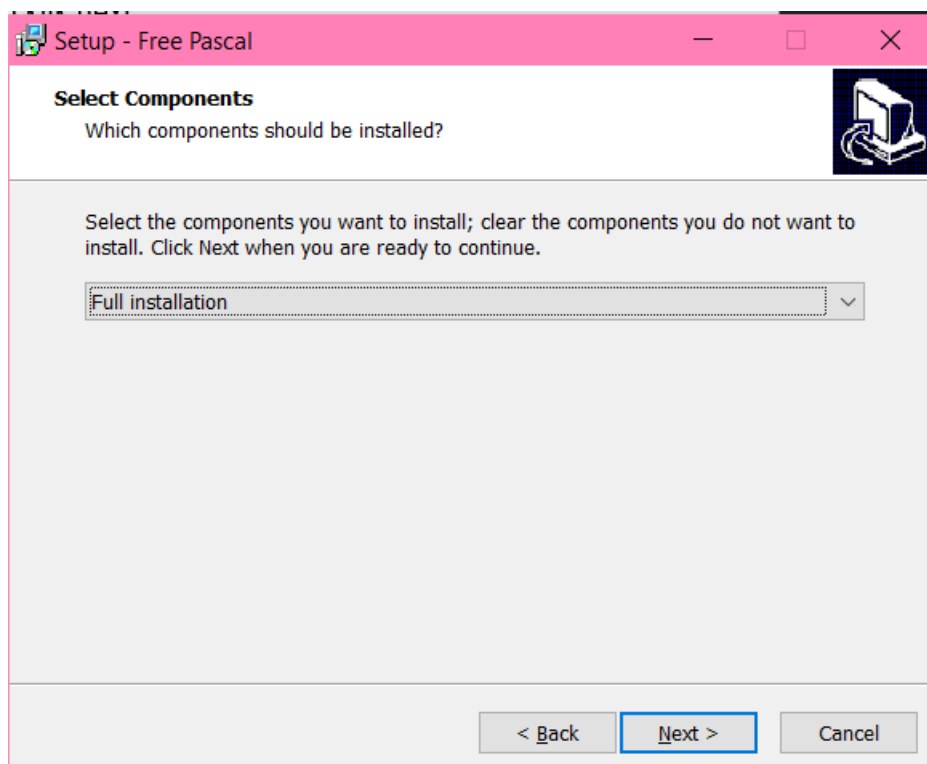 Setup - Free Pascal
Select Components
Which components should be installed?
Select the components you want to install; clear the components you do not want to
install. Click Next when you are ready to continue.
Full installation
< Back
Next >
Cancel